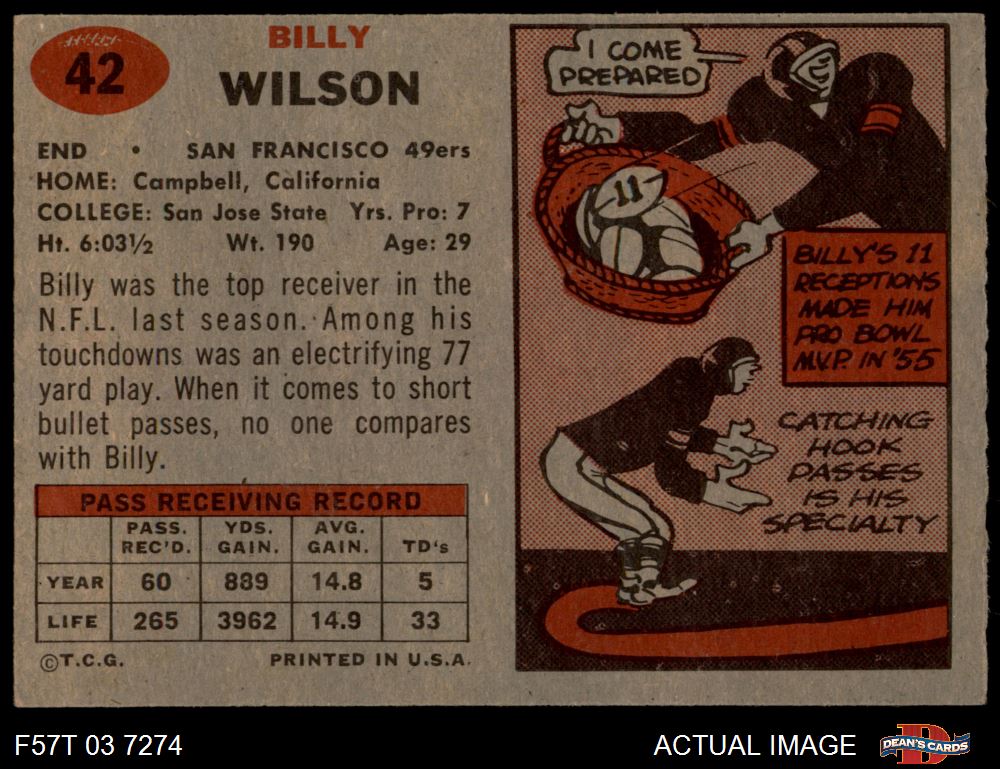 42
BILLY
WILSON
END • SAN FRANCISCO 49ers
HOME: Campbell, California
COLLEGE: San Jose State Yrs. Pro: 7
Ht. 6:03½ Wt. 190 Age: 29
Billy was the top receiver in the
N.F.L. last season. Among his
touchdowns was an electrifying 77
yard play. When it comes to short
bullet passes, no one compares
with Billy.
PASS RECEIVING RECORD
PASS. REC'D. YDS. GAIN. AVG. GAIN. TD's
YEAR 60 889 14.8 5
LIFE 265 3962 14.9 33
©T.C.G. PRINTED IN U.S.A.
I COME
PREPARED
11
BILLY'S 11
RECEPTIONS
MADE HIM
PRO BOWL
M.V.P. IN '55
CATCHING
HOOK
PASSES
IS HIS
SPECIALTY
F57T 03 7274
ACTUAL IMAGE
DEAN'S CARDS